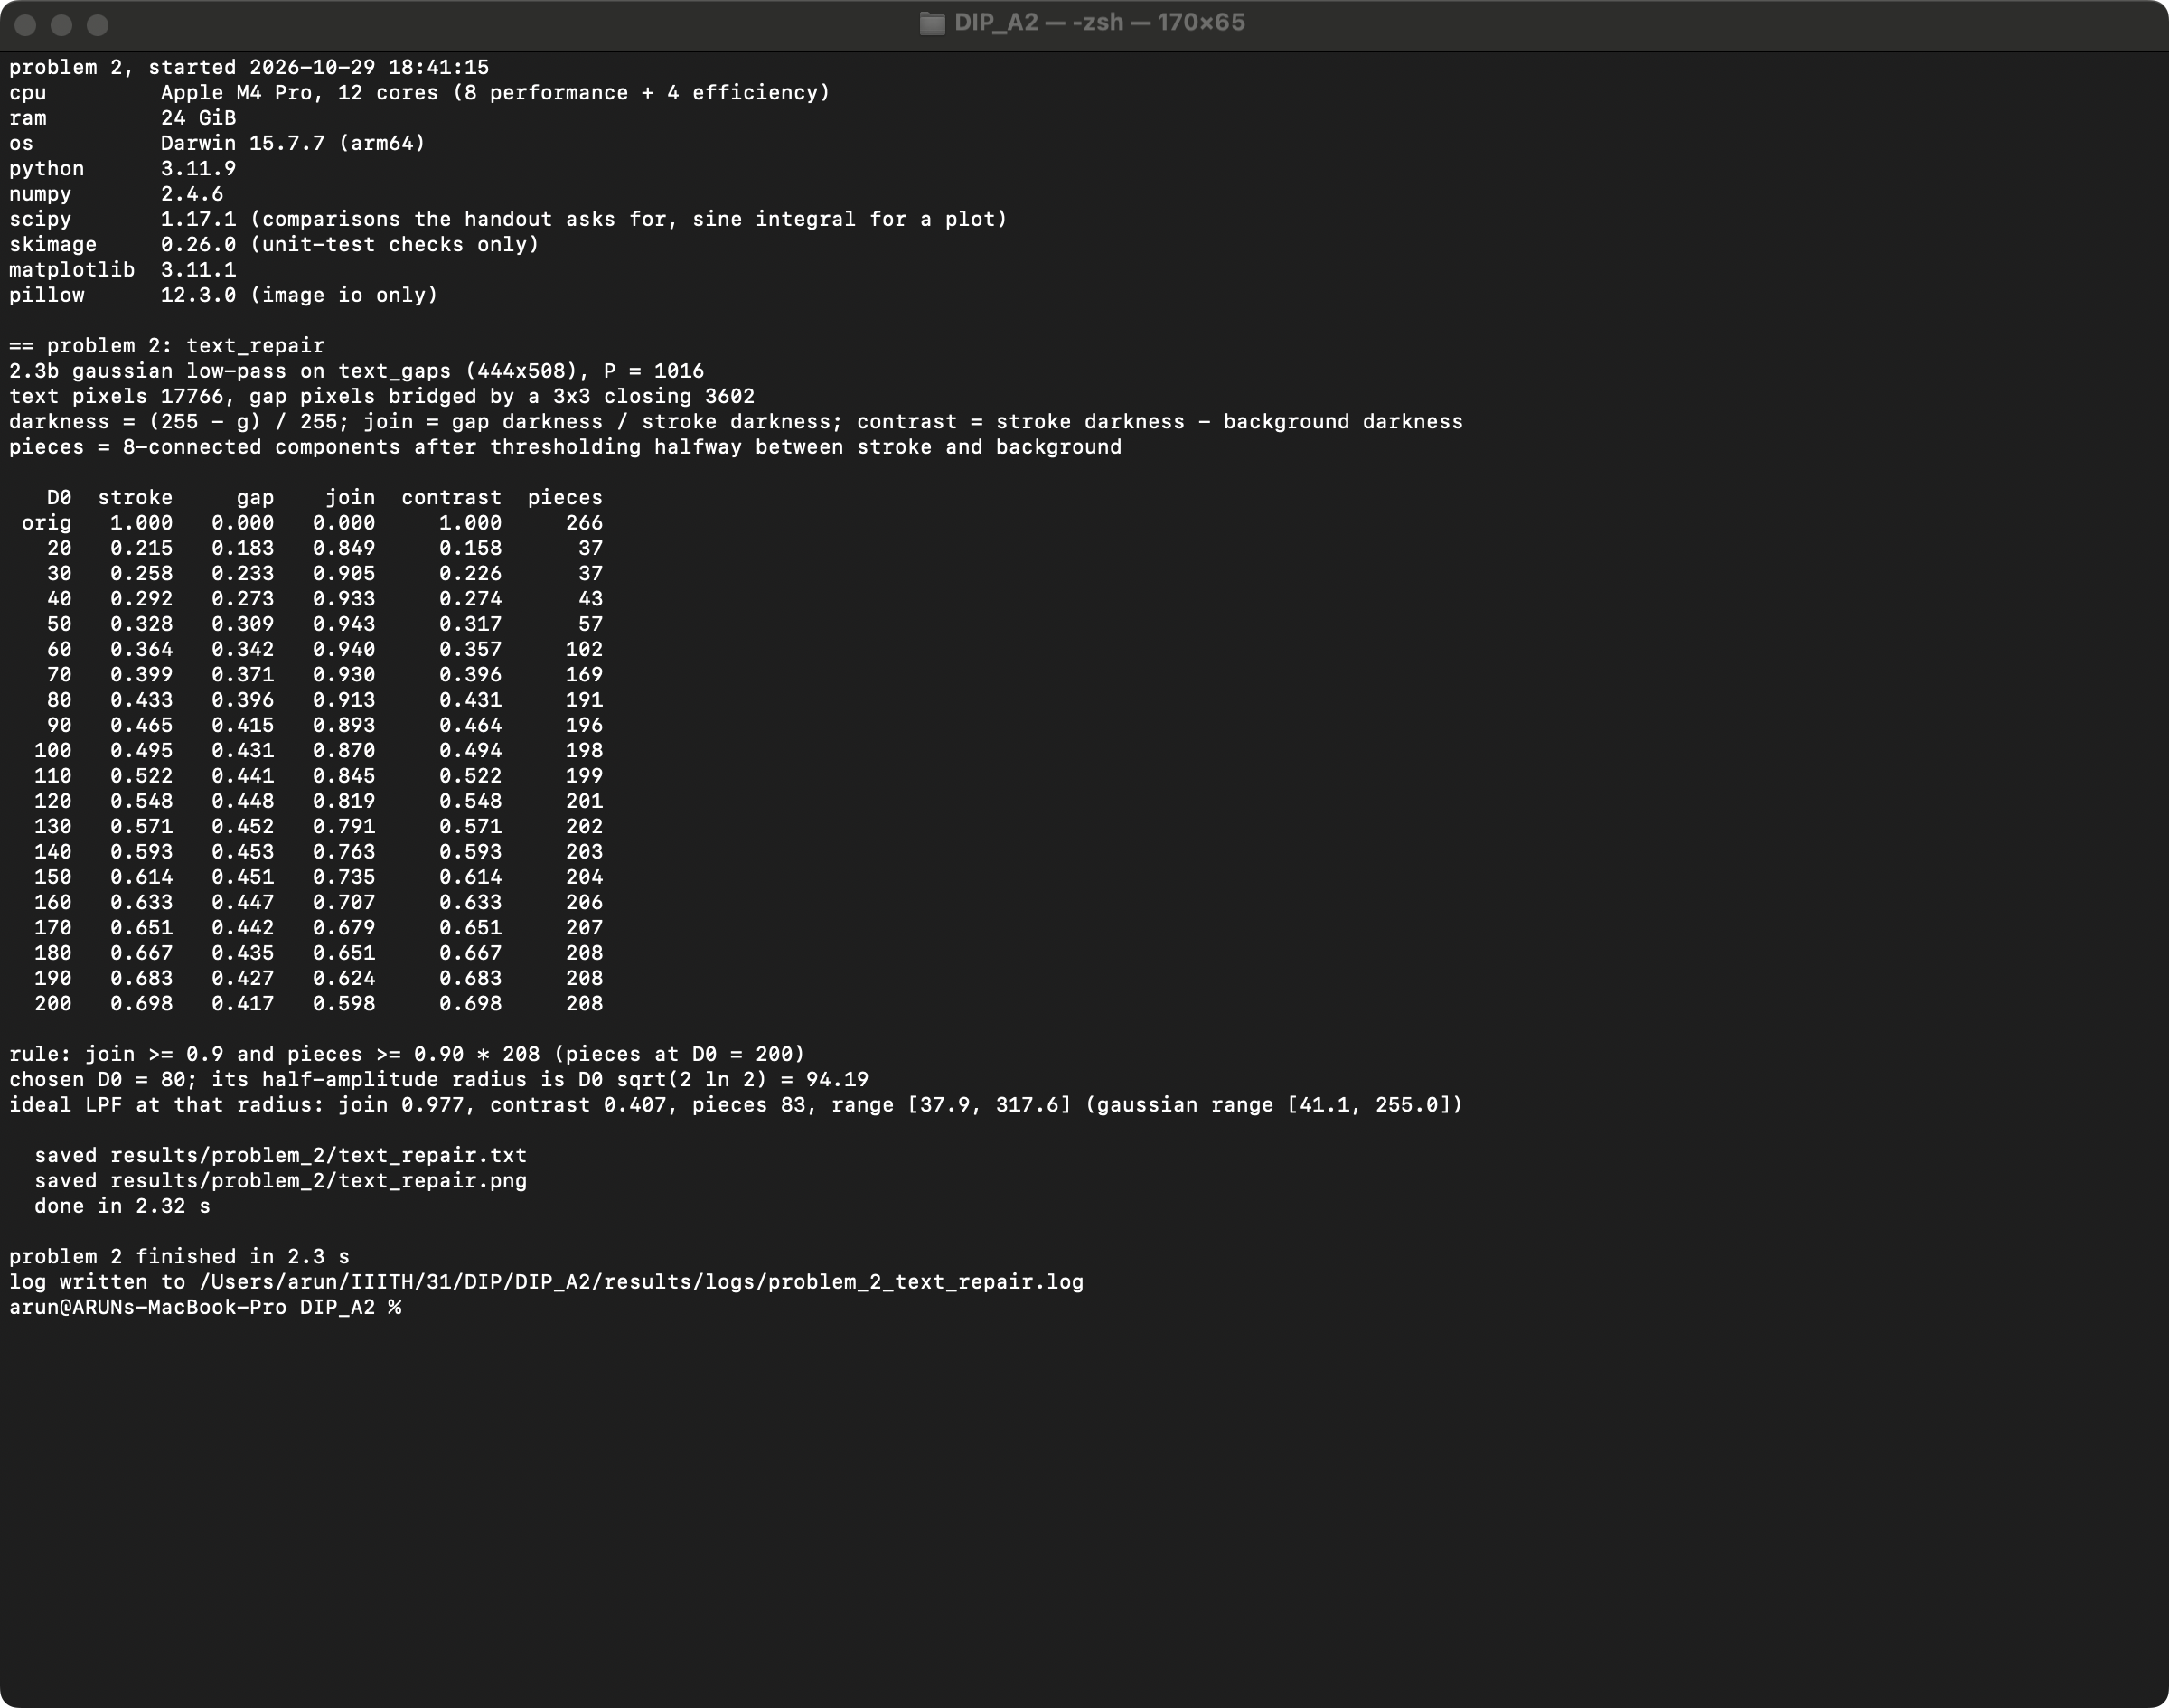 DIP_A2 — -zsh — 170×65
problem 2, started 2026-10-29 18:41:15
cpu         Apple M4 Pro, 12 cores (8 performance + 4 efficiency)
ram         24 GiB
os          Darwin 15.7.7 (arm64)
python      3.11.9
numpy       2.4.6
scipy       1.17.1 (comparisons the handout asks for, sine integral for a plot)
skimage     0.26.0 (unit-test checks only)
matplotlib  3.11.1
pillow      12.3.0 (image io only)

== problem 2: text_repair
2.3b gaussian low-pass on text_gaps (444x508), P = 1016
text pixels 17766, gap pixels bridged by a 3x3 closing 3602
darkness = (255 - g) / 255; join = gap darkness / stroke darkness; contrast = stroke darkness - background darkness
pieces = 8-connected components after thresholding halfway between stroke and background

   D0  stroke     gap    join  contrast  pieces
 orig   1.000   0.000   0.000     1.000     266
   20   0.215   0.183   0.849     0.158      37
   30   0.258   0.233   0.905     0.226      37
   40   0.292   0.273   0.933     0.274      43
   50   0.328   0.309   0.943     0.317      57
   60   0.364   0.342   0.940     0.357     102
   70   0.399   0.371   0.930     0.396     169
   80   0.433   0.396   0.913     0.431     191
   90   0.465   0.415   0.893     0.464     196
  100   0.495   0.431   0.870     0.494     198
  110   0.522   0.441   0.845     0.522     199
  120   0.548   0.448   0.819     0.548     201
  130   0.571   0.452   0.791     0.571     202
  140   0.593   0.453   0.763     0.593     203
  150   0.614   0.451   0.735     0.614     204
  160   0.633   0.447   0.707     0.633     206
  170   0.651   0.442   0.679     0.651     207
  180   0.667   0.435   0.651     0.667     208
  190   0.683   0.427   0.624     0.683     208
  200   0.698   0.417   0.598     0.698     208

rule: join >= 0.9 and pieces >= 0.90 * 208 (pieces at D0 = 200)
chosen D0 = 80; its half-amplitude radius is D0 sqrt(2 ln 2) = 94.19
ideal LPF at that radius: join 0.977, contrast 0.407, pieces 83, range [37.9, 317.6] (gaussian range [41.1, 255.0])

  saved results/problem_2/text_repair.txt
  saved results/problem_2/text_repair.png
  done in 2.32 s

problem 2 finished in 2.3 s
log written to /Users/arun/IIITH/31/DIP/DIP_A2/results/logs/problem_2_text_repair.log
arun@ARUNs-MacBook-Pro DIP_A2 %